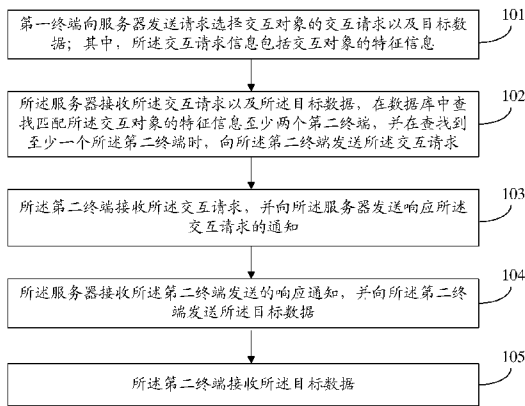 第一终端向服务器发送请求选择交互对象的交互请求以及目标数
据；其中，所述交互请求信息包括交互对象的特征信息
101
所述服务器接收所述交互请求以及所述目标数据，在数据库中查
找匹配所述交互对象的特征信息至少两个第二终端，并在查找到
至少一个所述第二终端时，向所述第二终端发送所述交互请求
102
所述第二终端接收所述交互请求，并向所述服务器发送响应所述
交互请求的通知
103
所述服务器接收所述第二终端发送的响应通知，并向所述第二终
端发送所述目标数据
104
所述第二终端接收所述目标数据
105